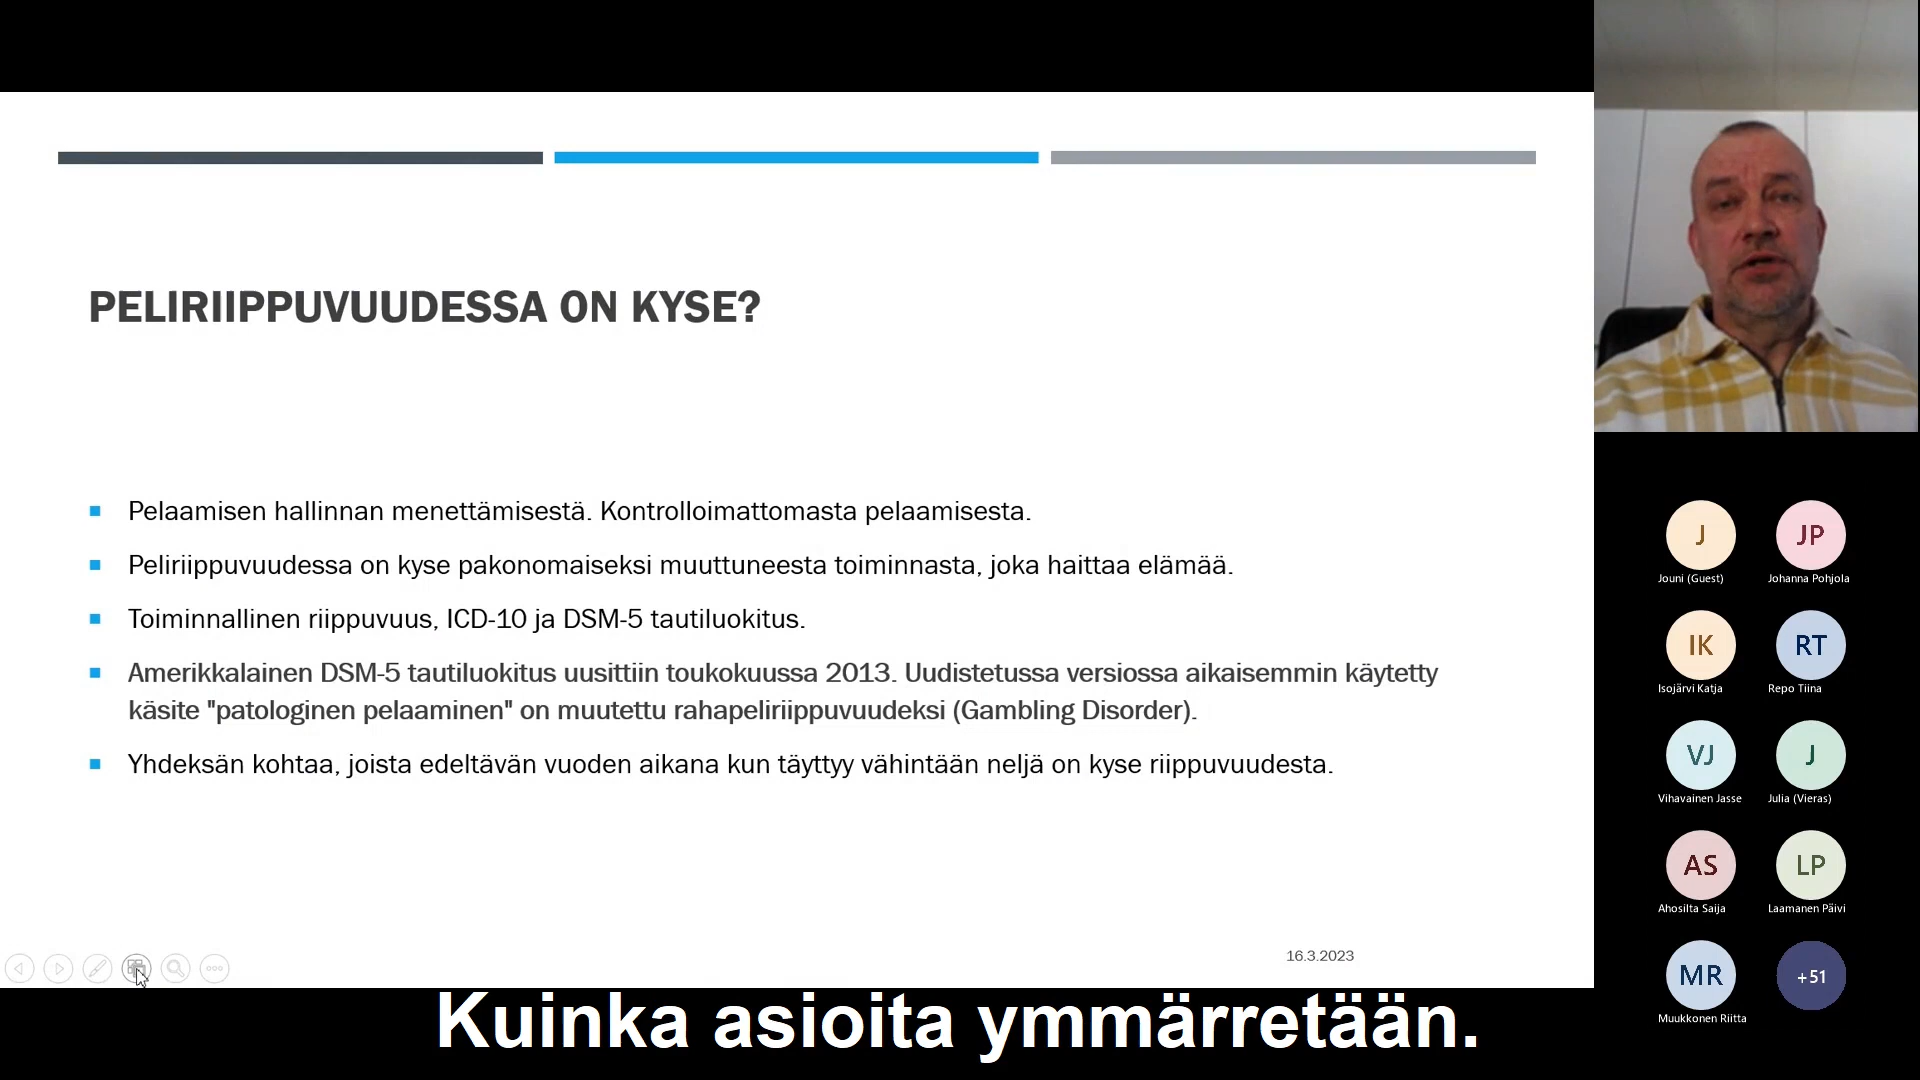 PELIRIIPPUVUUDESSA ON KYSE?
Pelaamisen hallinnan menettämisestä. Kontrolloimattomasta pelaamisesta.
Peliriippuvuudessa on kyse pakonomaiseksi muuttuneesta toiminnasta, joka haittaa elämää.
Toiminnallinen riippuvuus, ICD-10 ja DSM-5 tautiluokitus.
Amerikkalainen DSM-5 tautiluokitus uusittiin toukokuussa 2013. Uudistetussa versiossa aikaisemmin käytetty
käsite "patologinen pelaaminen" on muutettu rahapeliriippuvuudeksi (Gambling Disorder).
Yhdeksän kohtaa, joista edeltävän vuoden aikana kun täyttyy vähintään neljä on kyse riippuvuudesta.
16.3.2023
Kuinka asioita ymmärretään.
J
Jouni (Guest)
JP
Johanna Pohjola
IK
Isojärvi Katja
RT
Repo Tiina
VJ
Vihavainen Jasse
J
Julia (Vieras)
AS
Ahosilta Saija
LP
Laamanen Päivi
MR
Muukkonen Riitta
+51